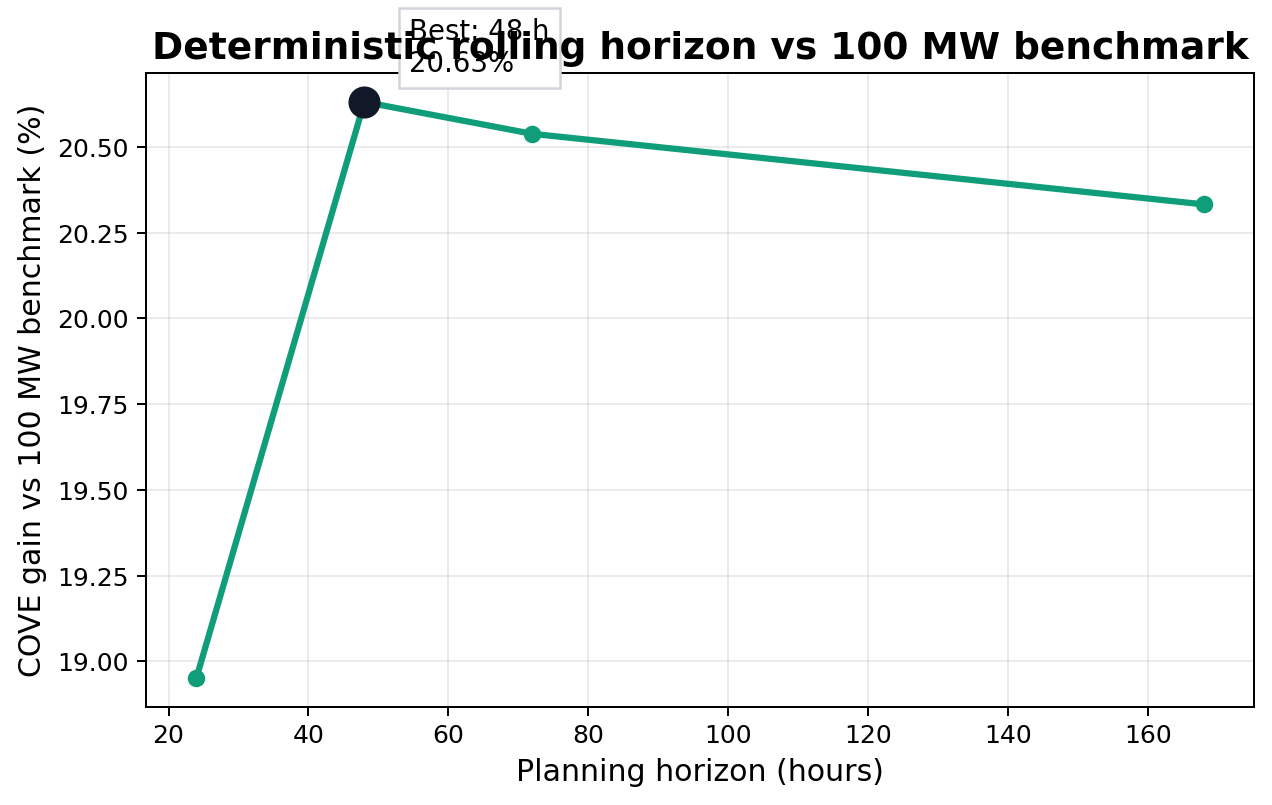 Best: 48 h
20.63%
Deterministic rolling horizon vs 100 MW benchmark
COVE gain vs 100 MW benchmark (%)
20.50
20.25
20.00
19.75
19.50
19.25
19.00
20 40 60 80 100 120 140 160
Planning horizon (hours)